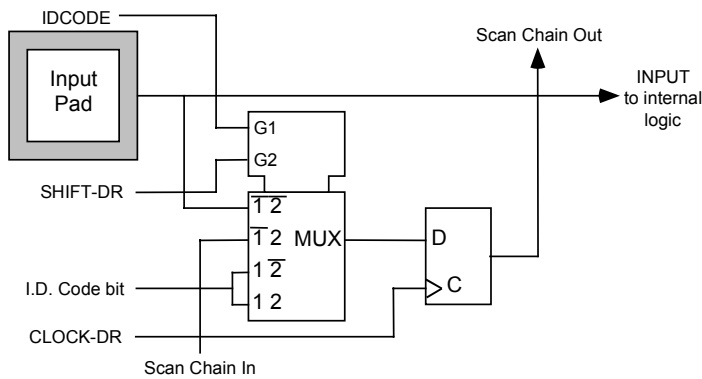 IDCODE
Scan Chain Out
Input
Pad
INPUT
to internal
logic
G1
G2
SHIFT-DR
1̅ 2̅
1̅ 2
MUX
D
1 2̅
I.D. Code bit
1 2
C
CLOCK-DR
Scan Chain In